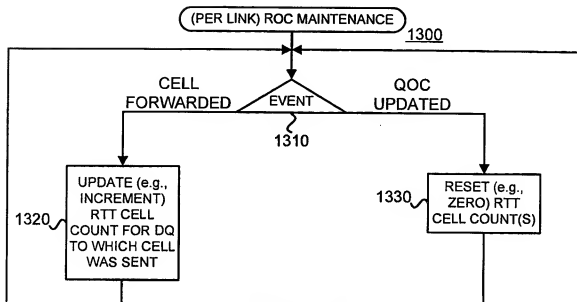 (PER LINK) ROC MAINTENANCE
1300
CELL
FORWARDED
EVENT
QOC
UPDATED
1310
UPDATE (e.g.,
INCREMENT)
RTT CELL
COUNT FOR DQ
TO WHICH CELL
WAS SENT
1320
RESET (e.g.,
ZERO) RTT
CELL COUNT(S)
1330